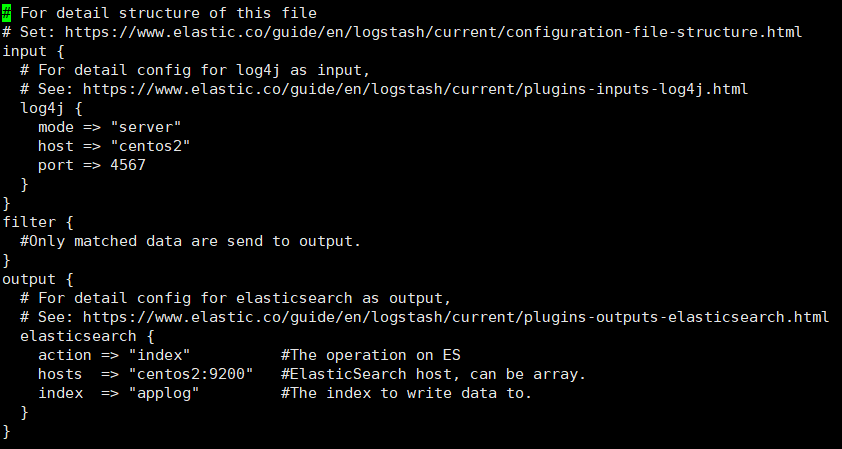 # For detail structure of this file
# Set: https://www.elastic.co/guide/en/logstash/current/configuration-file-structure.html
input {
  # For detail config for log4j as input,
  # See: https://www.elastic.co/guide/en/logstash/current/plugins-inputs-log4j.html
  log4j {
    mode => "server"
    host => "centos2"
    port => 4567
  }
}
filter {
  #Only matched data are send to output.
}
output {
  # For detail config for elasticsearch as output,
  # See: https://www.elastic.co/guide/en/logstash/current/plugins-outputs-elasticsearch.html
  elasticsearch {
    action => "index"          #The operation on ES
    hosts  => "centos2:9200"   #ElasticSearch host, can be array.
    index  => "applog"         #The index to write data to.
  }
}